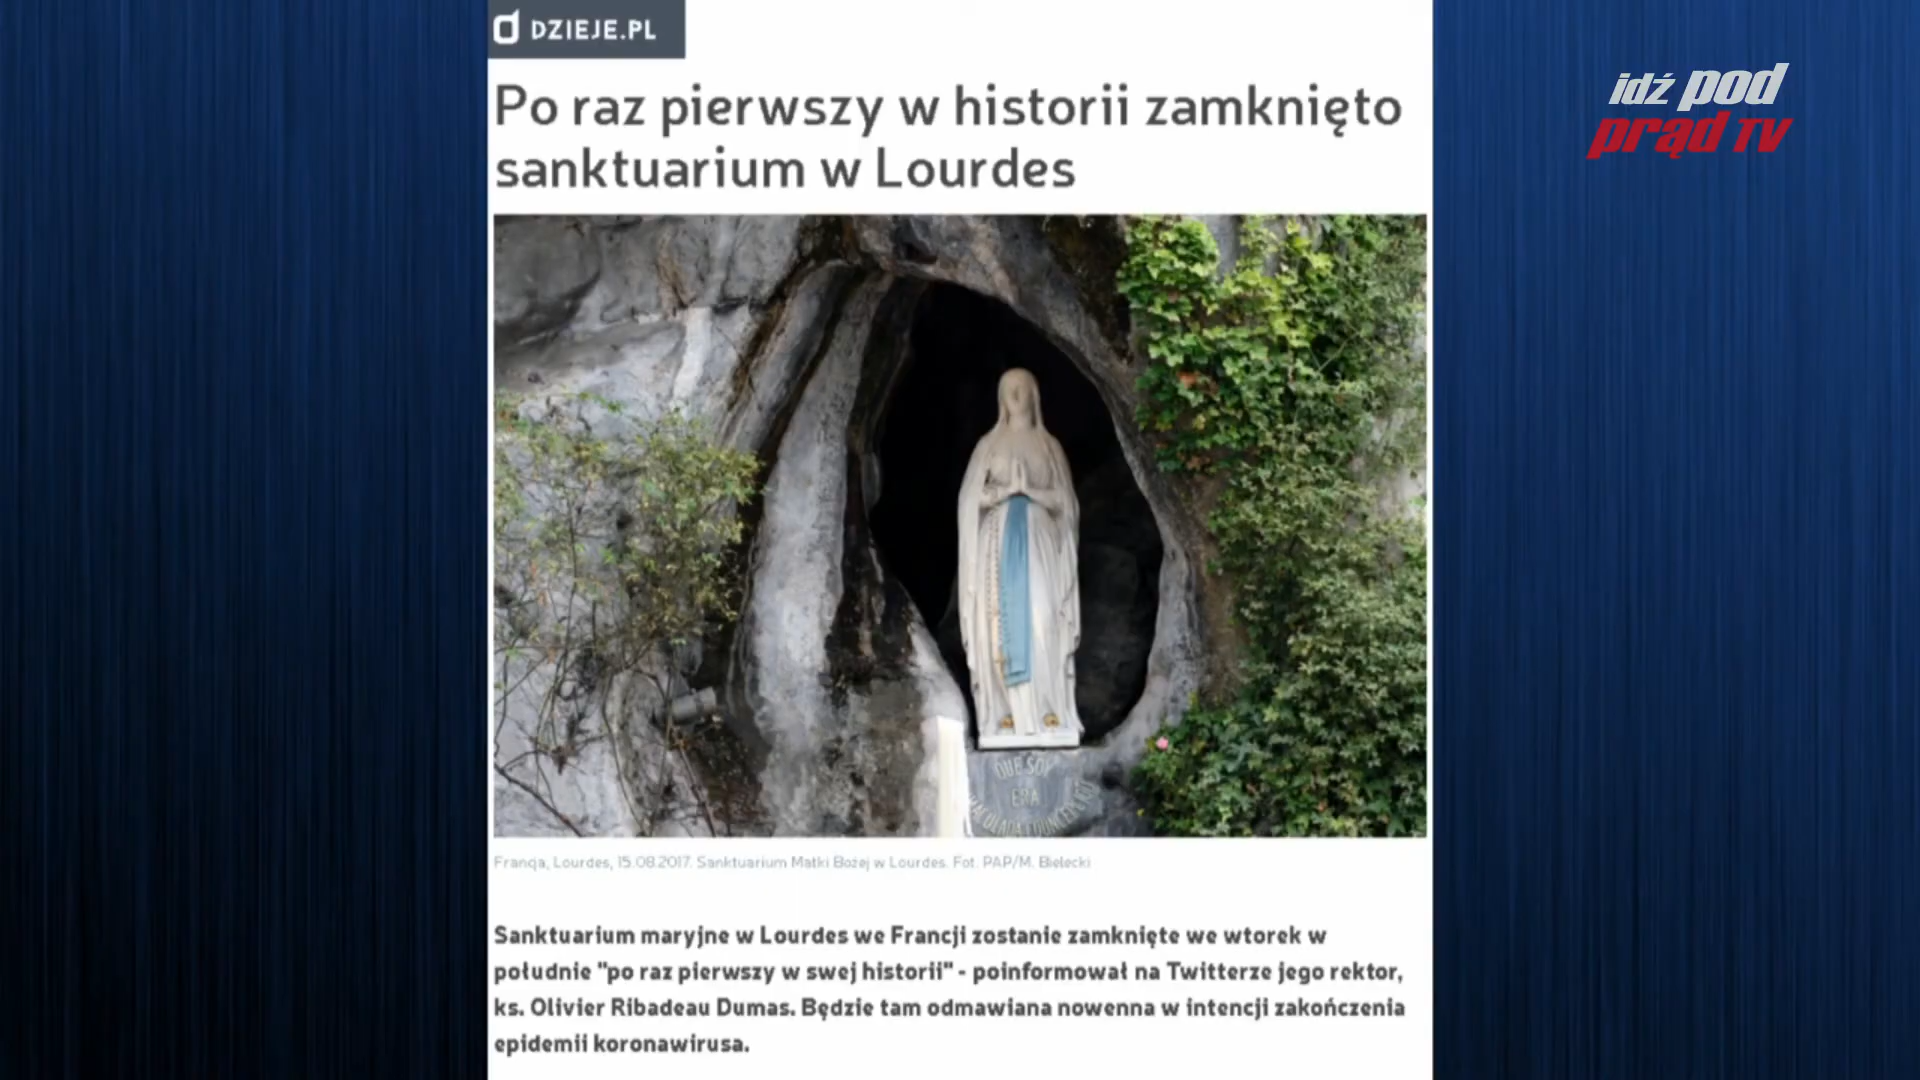 DZIEJE.PL
idź pod
prąd TV
Po raz pierwszy w historii zamknięto
sanktuarium w Lourdes
QUE SOY
ERA
Francja, Lourdes, 15.08.2017. Sanktuarium Matki Bożej w Lourdes. Fot. PAP/M. Bielecki
Sanktuarium maryjne w Lourdes we Francji zostanie zamknięte we wtorek w
południe "po raz pierwszy w swej historii" - poinformował na Twitterze jego rektor,
ks. Olivier Ribadeau Dumas. Będzie tam odmawiana nowenna w intencji zakończenia
epidemii koronawirusa.